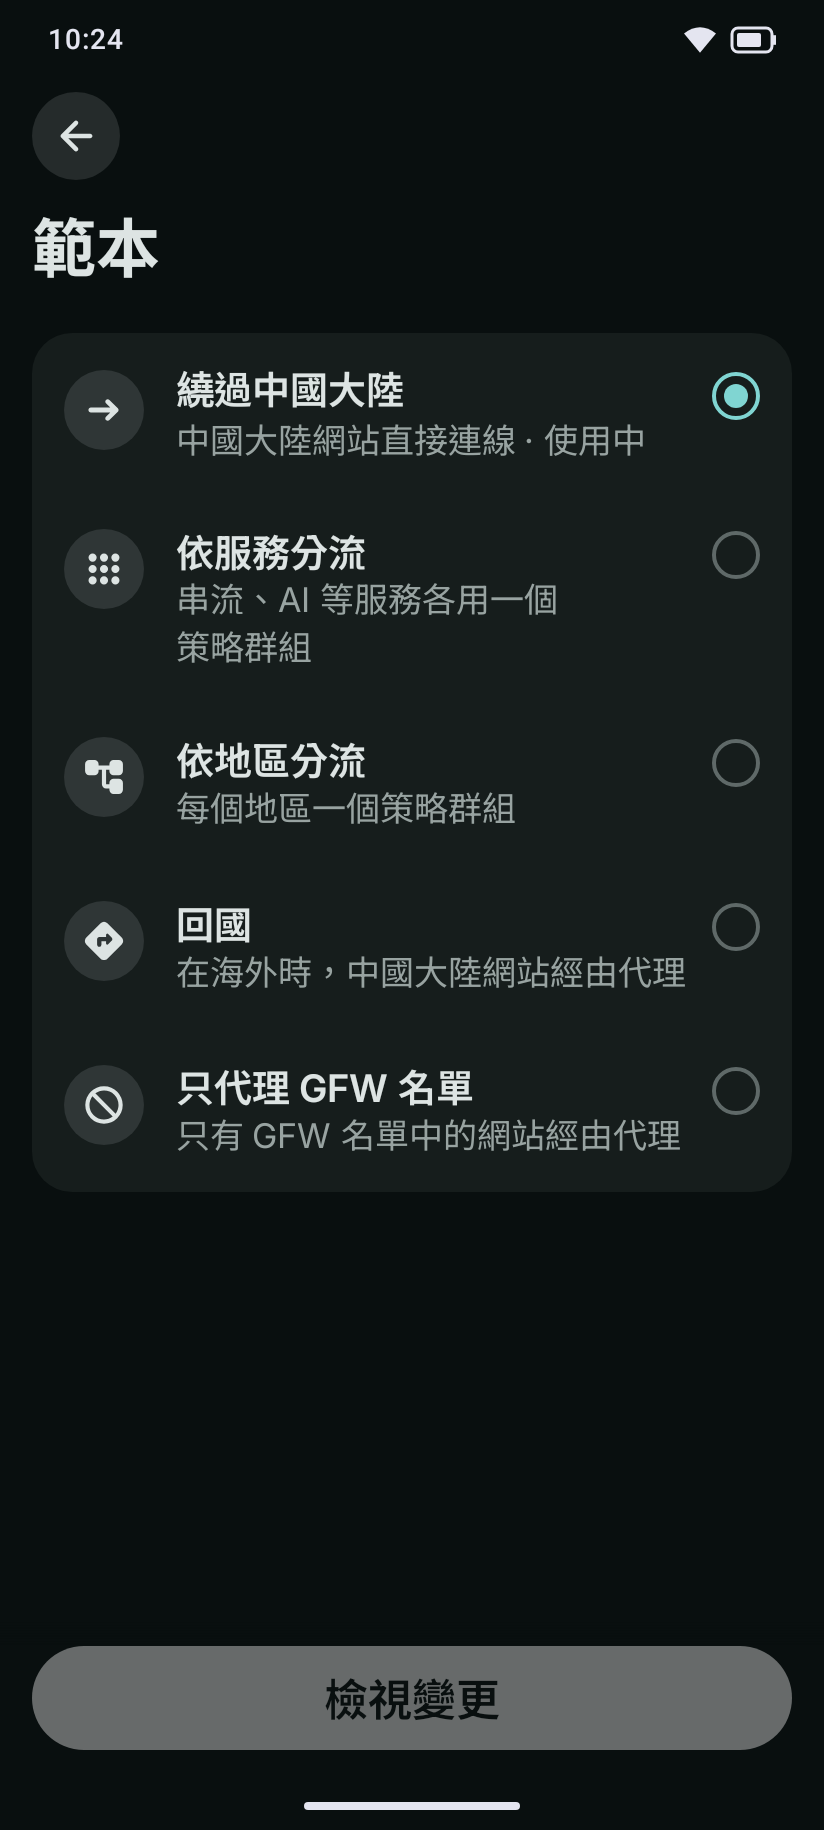 10:24
範本
繞過中國大陸
中國大陸網站直接連線 · 使用中
依服務分流
串流、AI 等服務各用一個
策略群組
依地區分流
每個地區一個策略群組
回國
在海外時，中國大陸網站經由代理
只代理 GFW 名單
只有 GFW 名單中的網站經由代理
檢視變更